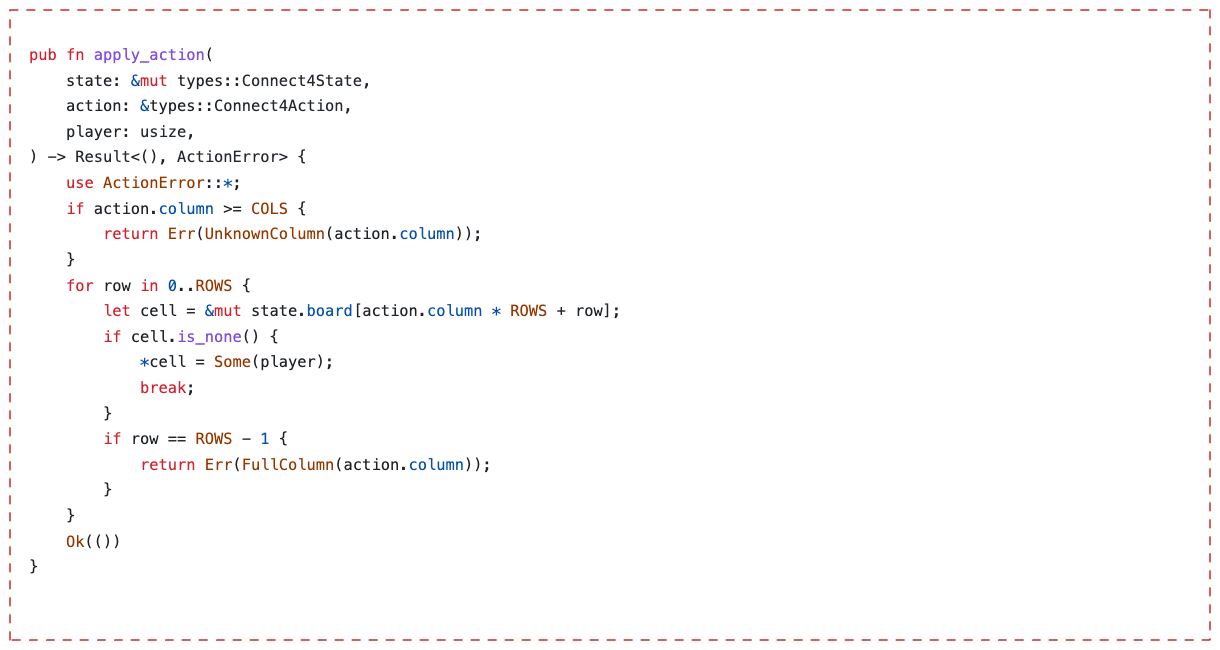 pub fn apply_action(
    state: &mut types::Connect4State,
    action: &types::Connect4Action,
    player: usize,
) -> Result<(), ActionError> {
    use ActionError::*;
    if action.column >= COLS {
        return Err(UnknownColumn(action.column));
    }
    for row in 0..ROWS {
        let cell = &mut state.board[action.column * ROWS + row];
        if cell.is_none() {
            *cell = Some(player);
            break;
        }
        if row == ROWS - 1 {
            return Err(FullColumn(action.column));
        }
    }
    Ok(())
}